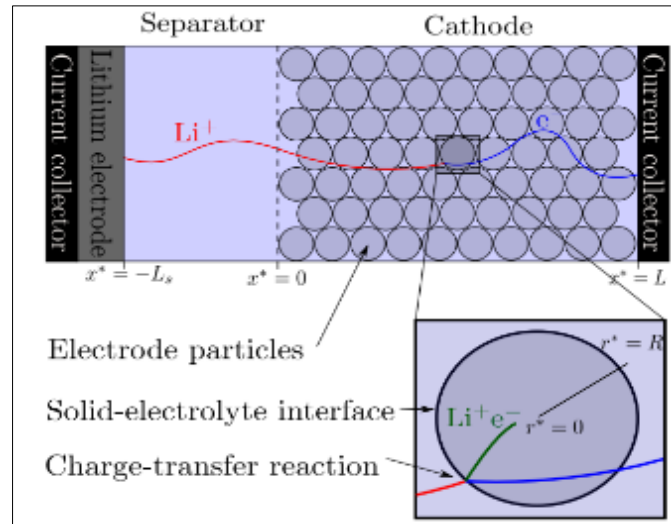 Separator
Cathode
Current collector
Lithium electrode
Li⁺
e
Current collector
x* = −Lₛ
x* = 0
x* = L
Electrode particles
Solid-electrolyte interface
Charge-transfer reaction
r* = R
Li⁺e⁻
r* = 0